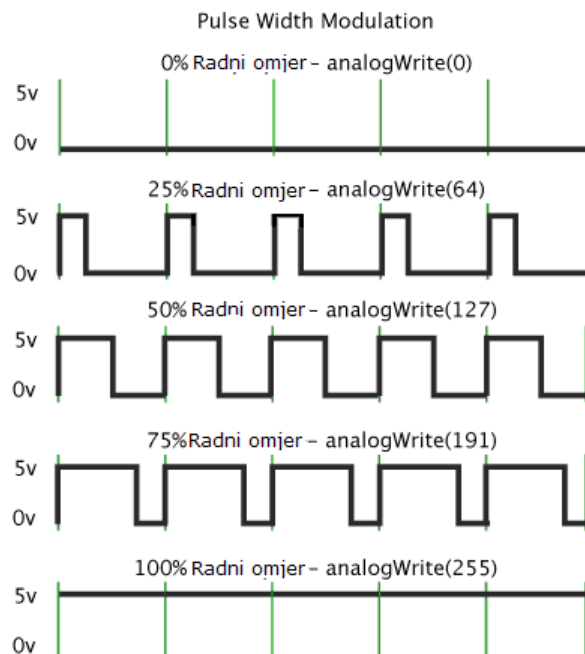 Pulse Width Modulation
0% Radni omjer - analogWrite(0)
5v
0v
25% Radni omjer - analogWrite(64)
5v
0v
50% Radni omjer - analogWrite(127)
5v
0v
75% Radni omjer - analogWrite(191)
5v
0v
100% Radni omjer - analogWrite(255)
5v
0v